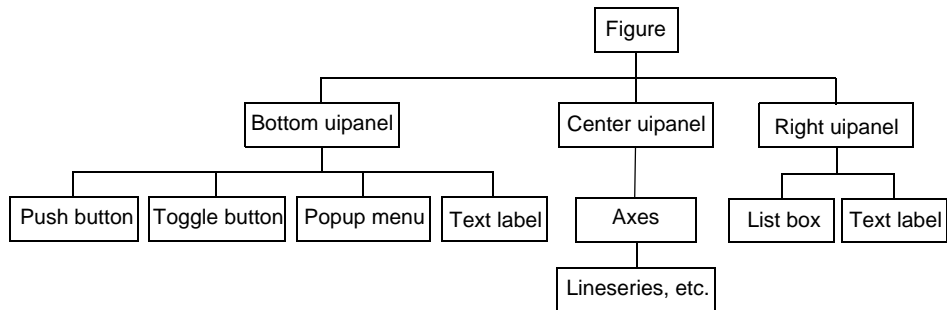 Figure
Bottom uipanel
Center uipanel
Right uipanel
Push button
Toggle button
Popup menu
Text label
Axes
List box
Text label
Lineseries, etc.